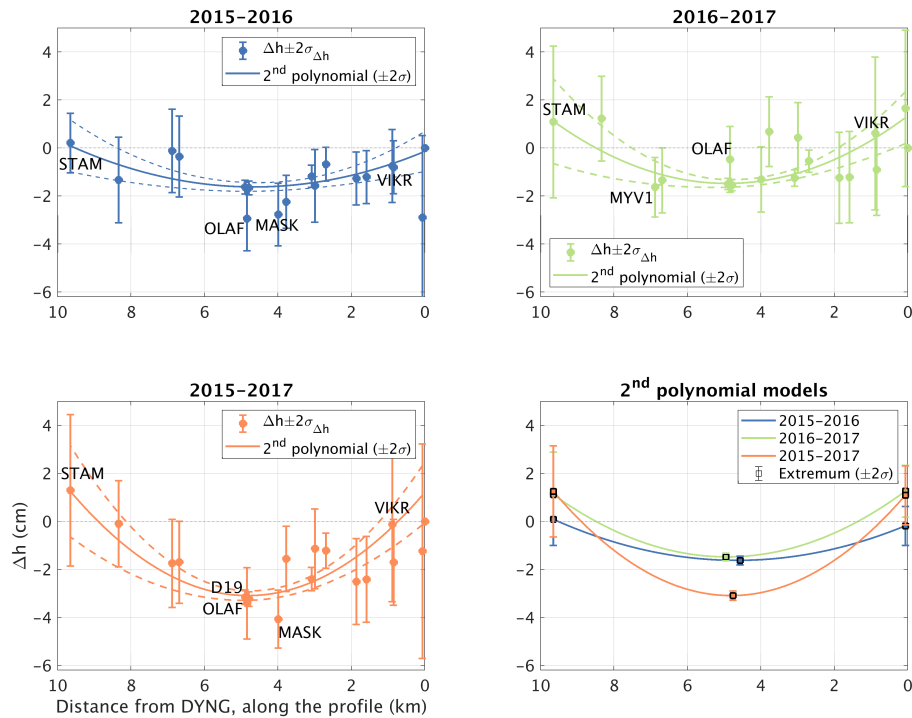 2015–2016
4
2
0
−2
−4
−6
10
8
6
4
2
0
Δh±2σΔh
2nd polynomial (±2σ)
STAM
OLAF
MASK
VIKR
2016–2017
4
2
0
−2
−4
−6
10
8
6
4
2
0
STAM
OLAF
VIKR
MYV1
Δh±2σΔh
2nd polynomial (±2σ)
2015–2017
Δh (cm)
4
2
0
−2
−4
−6
10
8
6
4
2
0
Δh±2σΔh
2nd polynomial (±2σ)
STAM
VIKR
D19
OLAF
MASK
Distance from DYNG, along the profile (km)
2nd polynomial models
4
2
0
−2
−4
−6
10
8
6
4
2
0
2015–2016
2016–2017
2015–2017
Extremum (±2σ)